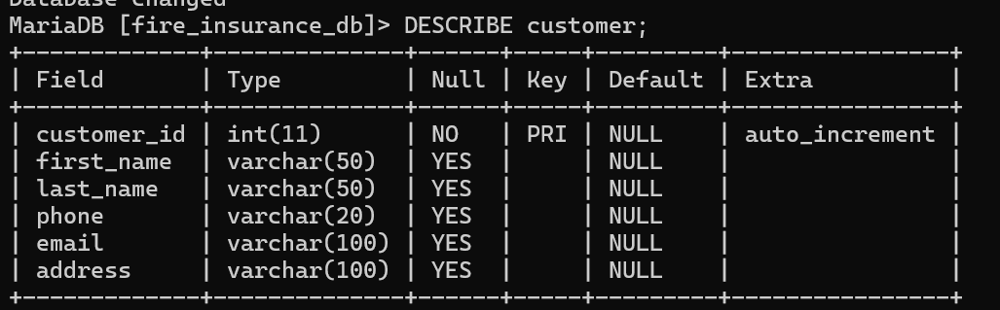 DataBase changed
MariaDB [fire_insurance_db]> DESCRIBE customer;
+-------------+--------------+------+-----+---------+----------------+
| Field       | Type         | Null | Key | Default | Extra          |
+-------------+--------------+------+-----+---------+----------------+
| customer_id | int(11)      | NO   | PRI | NULL    | auto_increment |
| first_name  | varchar(50)  | YES  |     | NULL    |                |
| last_name   | varchar(50)  | YES  |     | NULL    |                |
| phone       | varchar(20)  | YES  |     | NULL    |                |
| email       | varchar(100) | YES  |     | NULL    |                |
| address     | varchar(100) | YES  |     | NULL    |                |
+-------------+--------------+------+-----+---------+----------------+